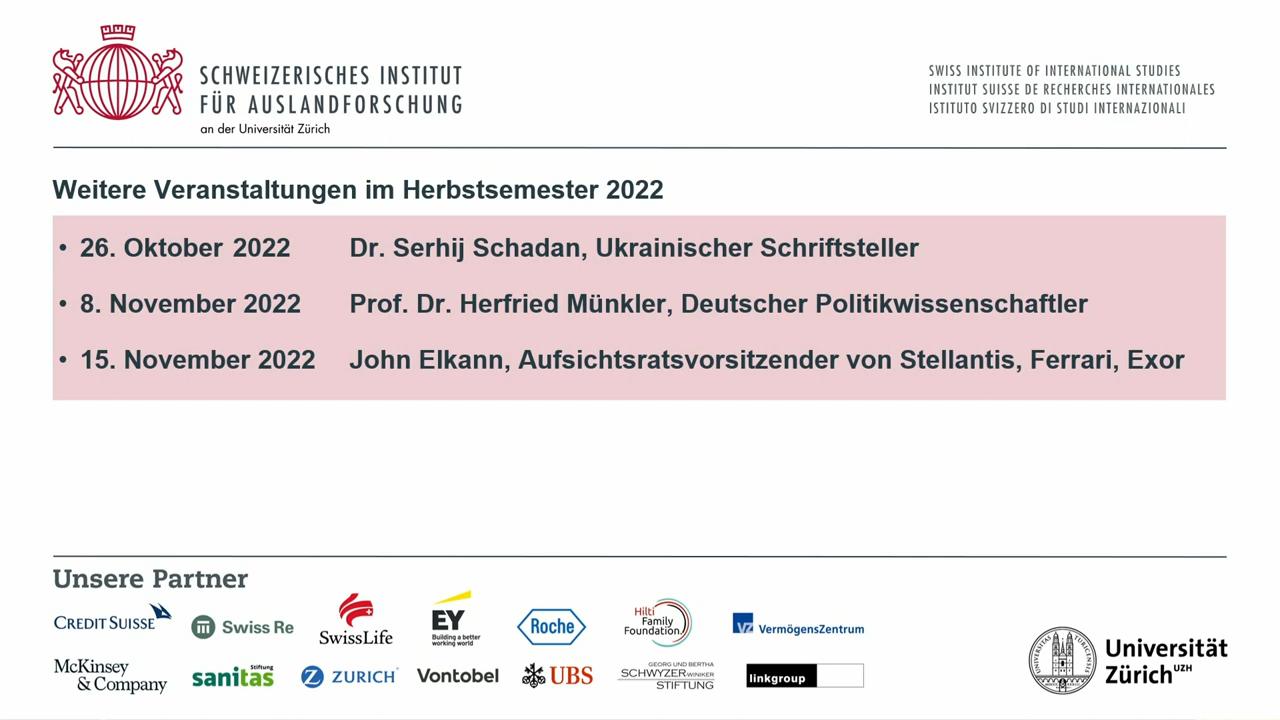 SCHWEIZERISCHES INSTITUT
FÜR AUSLANDFORSCHUNG
an der Universität Zürich
SWISS INSTITUTE OF INTERNATIONAL STUDIES
INSTITUT SUISSE DE RECHERCHES INTERNATIONALES
ISTITUTO SVIZZERO DI STUDI INTERNAZIONALI
Weitere Veranstaltungen im Herbstsemester 2022
• 26. Oktober 2022 Dr. Serhij Schadan, Ukrainischer Schriftsteller
• 8. November 2022 Prof. Dr. Herfried Münkler, Deutscher Politikwissenschaftler
• 15. November 2022 John Elkann, Aufsichtsratsvorsitzender von Stellantis, Ferrari, Exor
Unsere Partner
CREDIT SUISSE
Swiss Re
SwissLife
EY
Building a better
working world
Roche
Hilti
Family
Foundation
VZ VermögensZentrum
McKinsey
& Company
Stiftung
sanitas
Z ZURICH
Vontobel
UBS
GEORG UND BERTHA
SCHWYZER-WINIKER
STIFTUNG
linkgroup
Universität
Zürich UZH